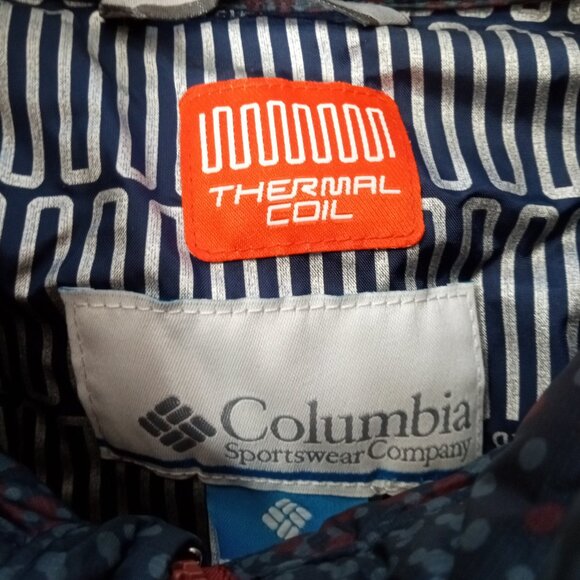 THERMAL
COIL
Columbia
Sportswear Company